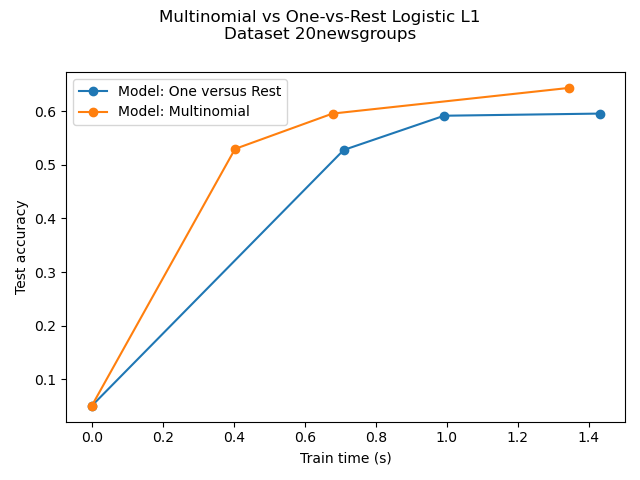 Multinomial vs One-vs-Rest Logistic L1
Dataset 20newsgroups
Model: One versus Rest
Model: Multinomial
Test accuracy
0.6
0.5
0.4
0.3
0.2
0.1
0.0 0.2 0.4 0.6 0.8 1.0 1.2 1.4
Train time (s)